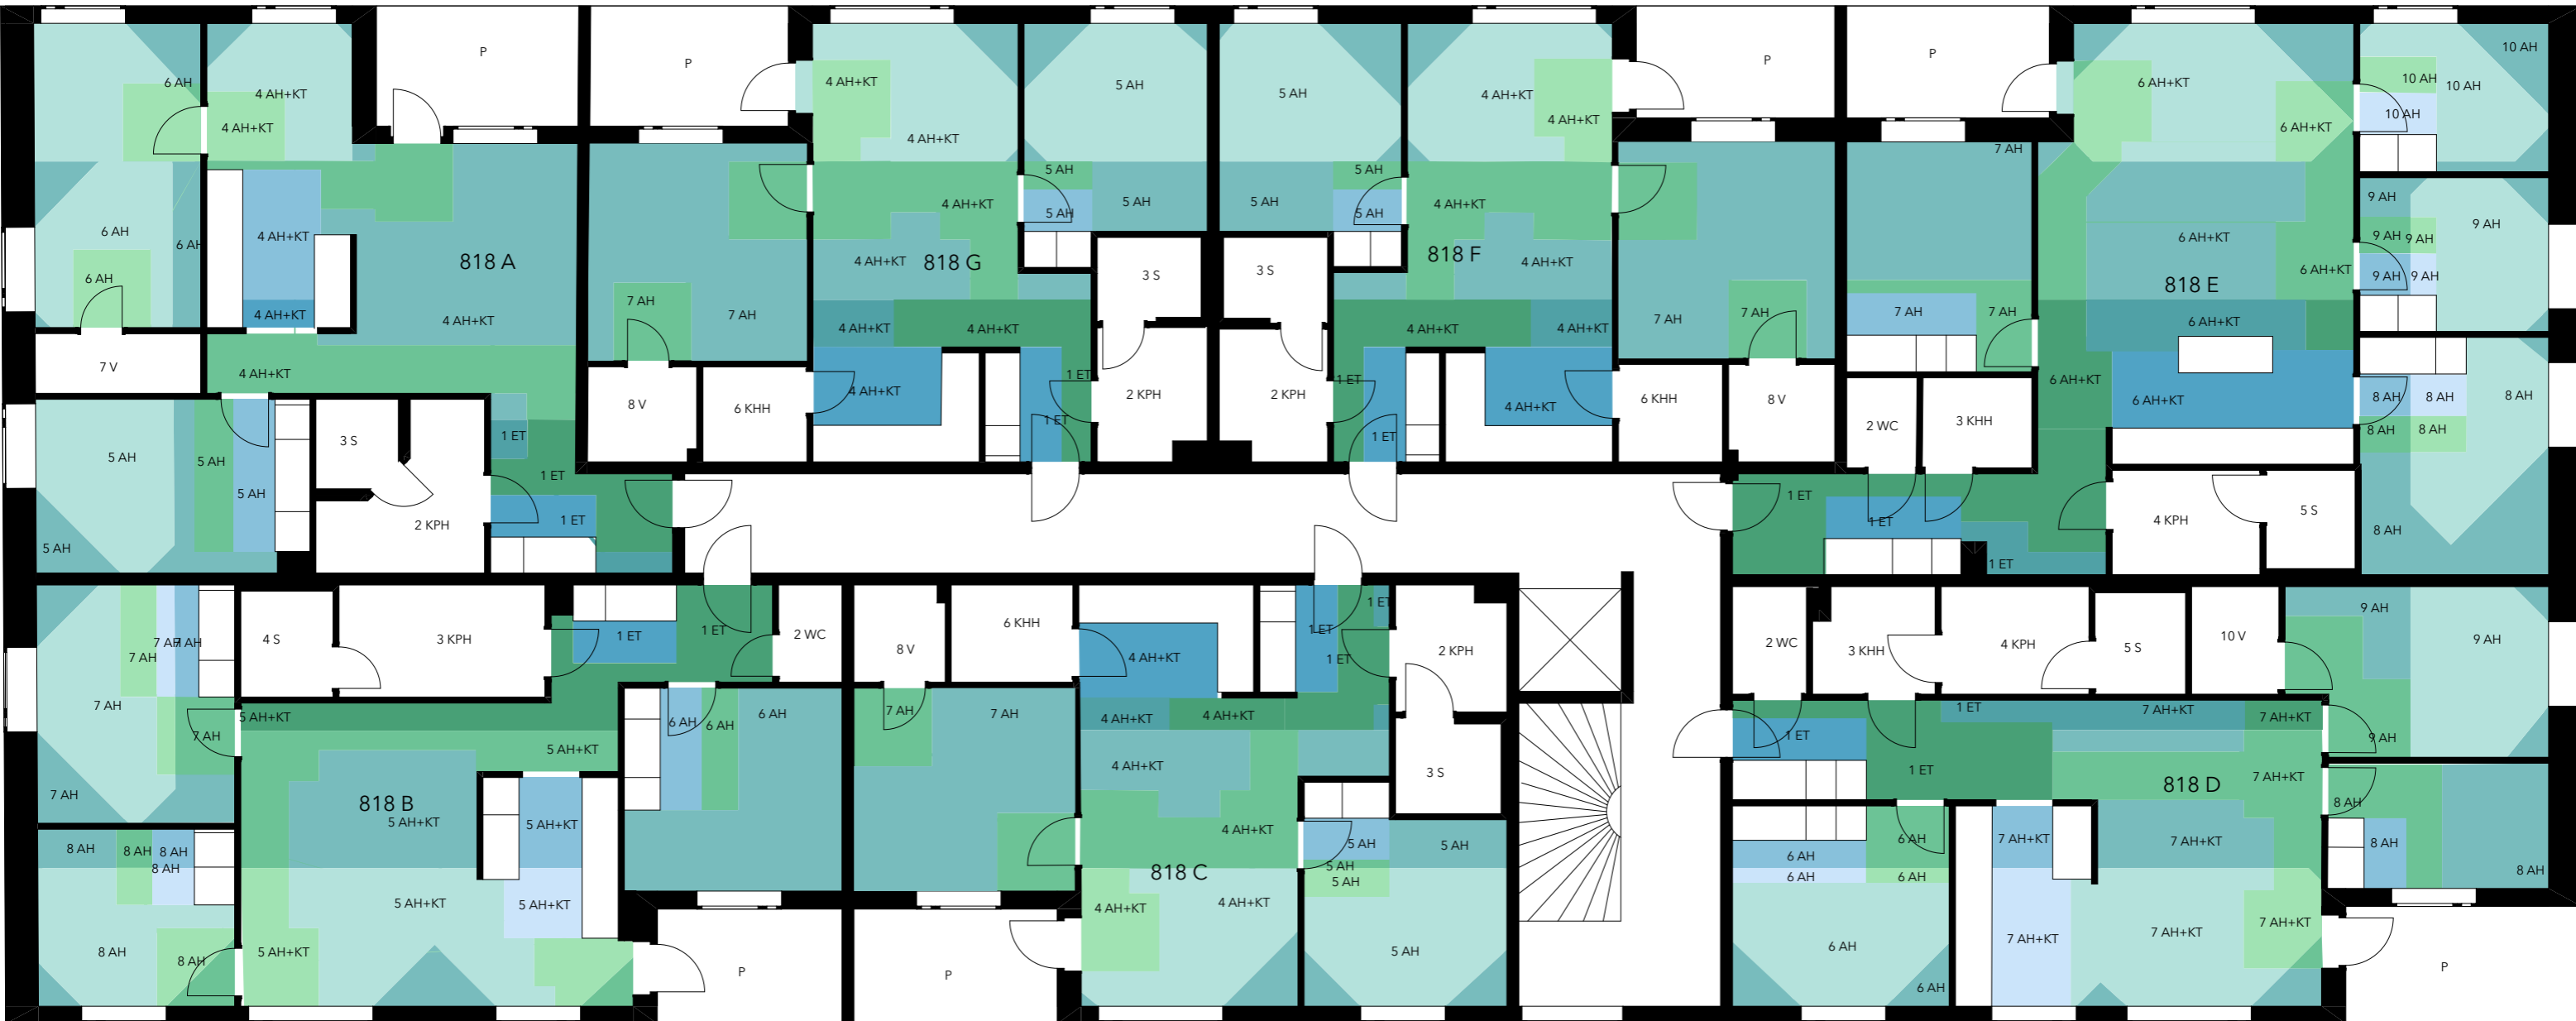 6 AH
4 AH+KT
4 AH+KT
6 AH
6 AH
6 AH
4 AH+KT
4 AH+KT
818 A
4 AH+KT
4 AH+KT
7 V
P
5 AH
5 AH
5 AH
5 AH
3 S
2 KPH
1 ET
1 ET
1 ET
P
7 AH
7 AH
8 V
6 KHH
4 AH+KT
4 AH+KT
4 AH+KT
4 AH+KT
818 G
4 AH+KT
4 AH+KT
4 AH+KT
1 ET
1 ET
5 AH
5 AH
5 AH
5 AH
3 S
2 KPH
5 AH
5 AH
5 AH
5 AH
3 S
2 KPH
4 AH+KT
4 AH+KT
4 AH+KT
818 F
4 AH+KT
4 AH+KT
4 AH+KT
4 AH+KT
1 ET
1 ET
P
7 AH
7 AH
6 KHH
8 V
P
7 AH
7 AH
7 AH
2 WC
3 KHH
6 AH+KT
6 AH+KT
6 AH+KT
6 AH+KT
818 E
6 AH+KT
6 AH+KT
6 AH+KT
1 ET
1 ET
1 ET
4 KPH
5 S
10 AH
10 AH
10 AH
10 AH
9 AH
9 AH
9 AH
9 AH
9 AH
9 AH
8 AH
8 AH
8 AH
8 AH
8 AH
8 AH
7 AH
7 AH
7 AH
7 AH
7 AH
7 AH
4 S
3 KPH
1 ET
1 ET
2 WC
5 AH+KT
5 AH+KT
818 B
5 AH+KT
5 AH+KT
5 AH+KT
5 AH+KT
5 AH+KT
6 AH
6 AH
6 AH
8 AH
8 AH
8 AH
8 AH
8 AH
8 AH
P
8 V
6 KHH
7 AH
7 AH
P
4 AH+KT
1 ET
1 ET
1 ET
2 KPH
4 AH+KT
4 AH+KT
4 AH+KT
4 AH+KT
818 C
4 AH+KT
4 AH+KT
3 S
5 AH
5 AH
5 AH
5 AH
5 AH
2 WC
3 KHH
4 KPH
5 S
10 V
9 AH
9 AH
9 AH
1 ET
1 ET
1 ET
7 AH+KT
7 AH+KT
7 AH+KT
818 D
7 AH+KT
7 AH+KT
7 AH+KT
7 AH+KT
7 AH+KT
6 AH
6 AH
6 AH
6 AH
6 AH
6 AH
8 AH
8 AH
8 AH
P